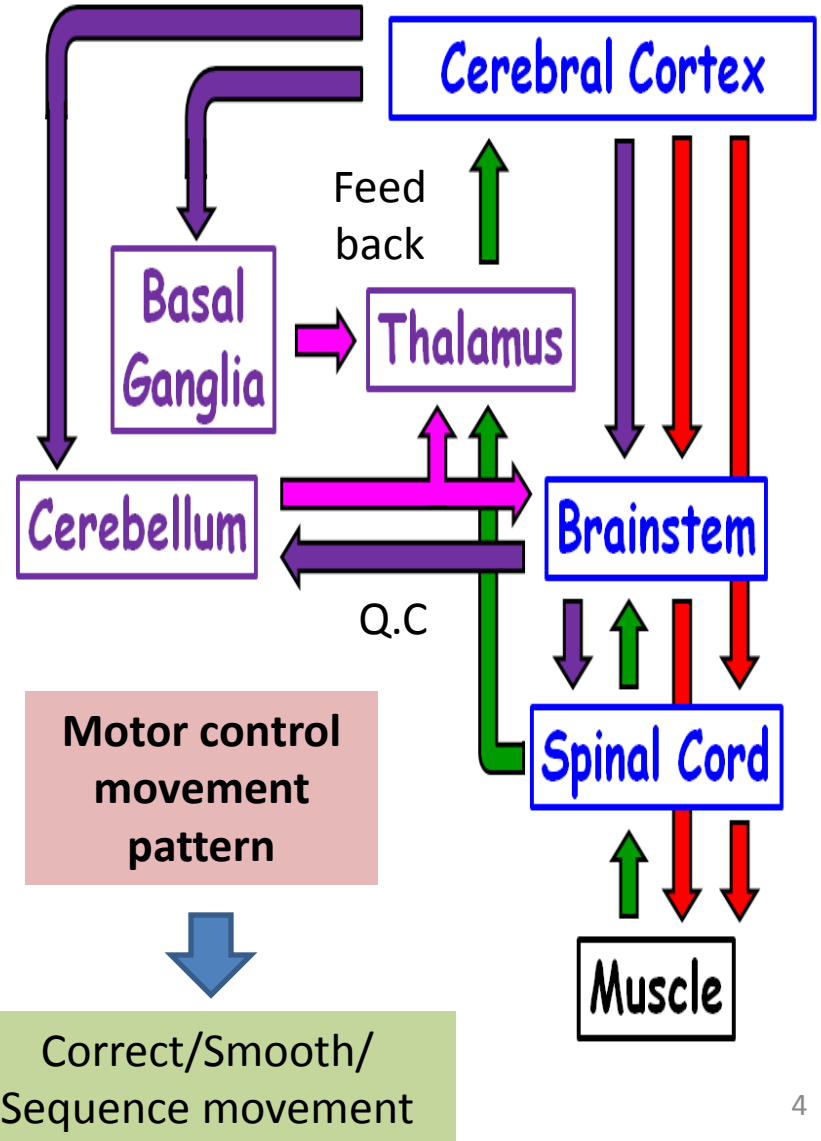 Cerebral Cortex
Feed
back
Basal
Ganglia
Thalamus
Cerebellum
Brainstem
Q.C
Spinal Cord
Motor control
movement
pattern
Muscle
Correct/Smooth/
Sequence movement
4